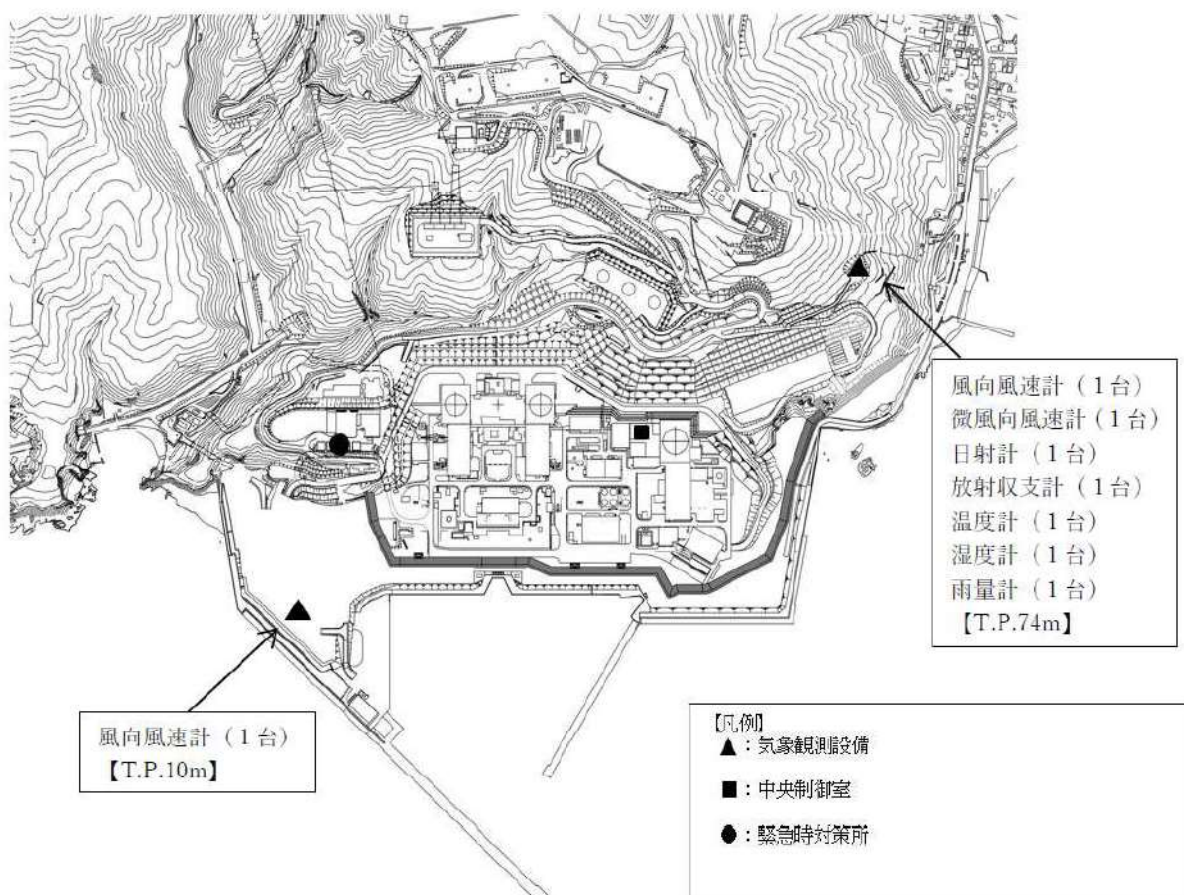 風向風速計（1台）
微風向風速計（1台）
日射計（1台）
放射収支計（1台）
温度計（1台）
湿度計（1台）
雨量計（1台）
【T.P.74m】
風向風速計（1台）
【T.P.10m】
【凡例】
▲：気象観測設備
■：中央制御室
●：緊急時対策所